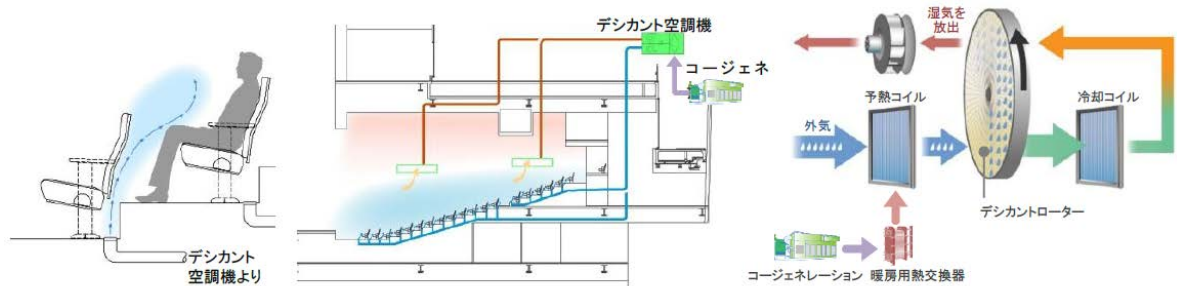 デシカント
空調機より
デシカント空調機
コージェネ
湿気を
放出
予熱コイル
冷却コイル
外気
デシカントローター
コージェネレーション
暖房用熱交換器